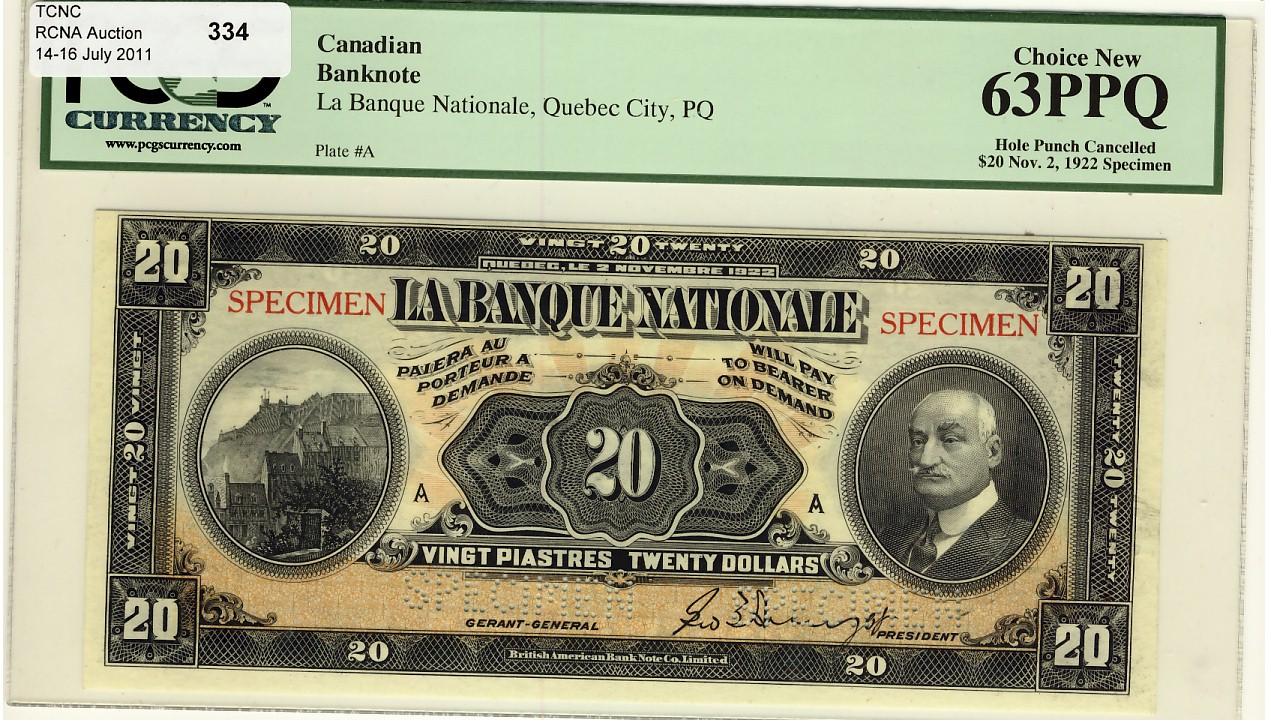 TCNC
RCNA Auction 334
14-16 July 2011
CURRENCY
www.pcgscurrency.com
Canadian
Banknote
La Banque Nationale, Quebec City, PQ
Plate #A
Choice New
63PPQ
Hole Punch Cancelled
$20 Nov. 2, 1922 Specimen
20 20 VINGT 20 TWENTY 20 20
QUEBEC, LE 2 NOVEMBRE 1922
SPECIMEN LA BANQUE NATIONALE SPECIMEN
PAIERA AU
PORTEUR A
DEMANDE
WILL PAY
TO BEARER
ON DEMAND
VINGT 20 VINGT
20
TWENTY 20 TWENTY
A A
VINGT PIASTRES TWENTY DOLLARS
SPECIMEN SPECIMEN
GERANT-GENERAL
PRESIDENT
20 20 British American Bank Note Co. Limited 20 20